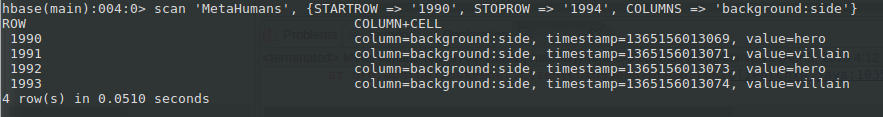 hbase(main):004:0> scan 'MetaHumans', {STARTROW => '1990', STOPROW => '1994', COLUMNS => 'background:side'}
ROW COLUMN+CELL
1990 column=background:side, timestamp=1365156013069, value=hero
1991 column=background:side, timestamp=1365156013071, value=villain
1992 column=background:side, timestamp=1365156013073, value=hero
1993 column=background:side, timestamp=1365156013074, value=villain
4 row(s) in 0.0510 seconds